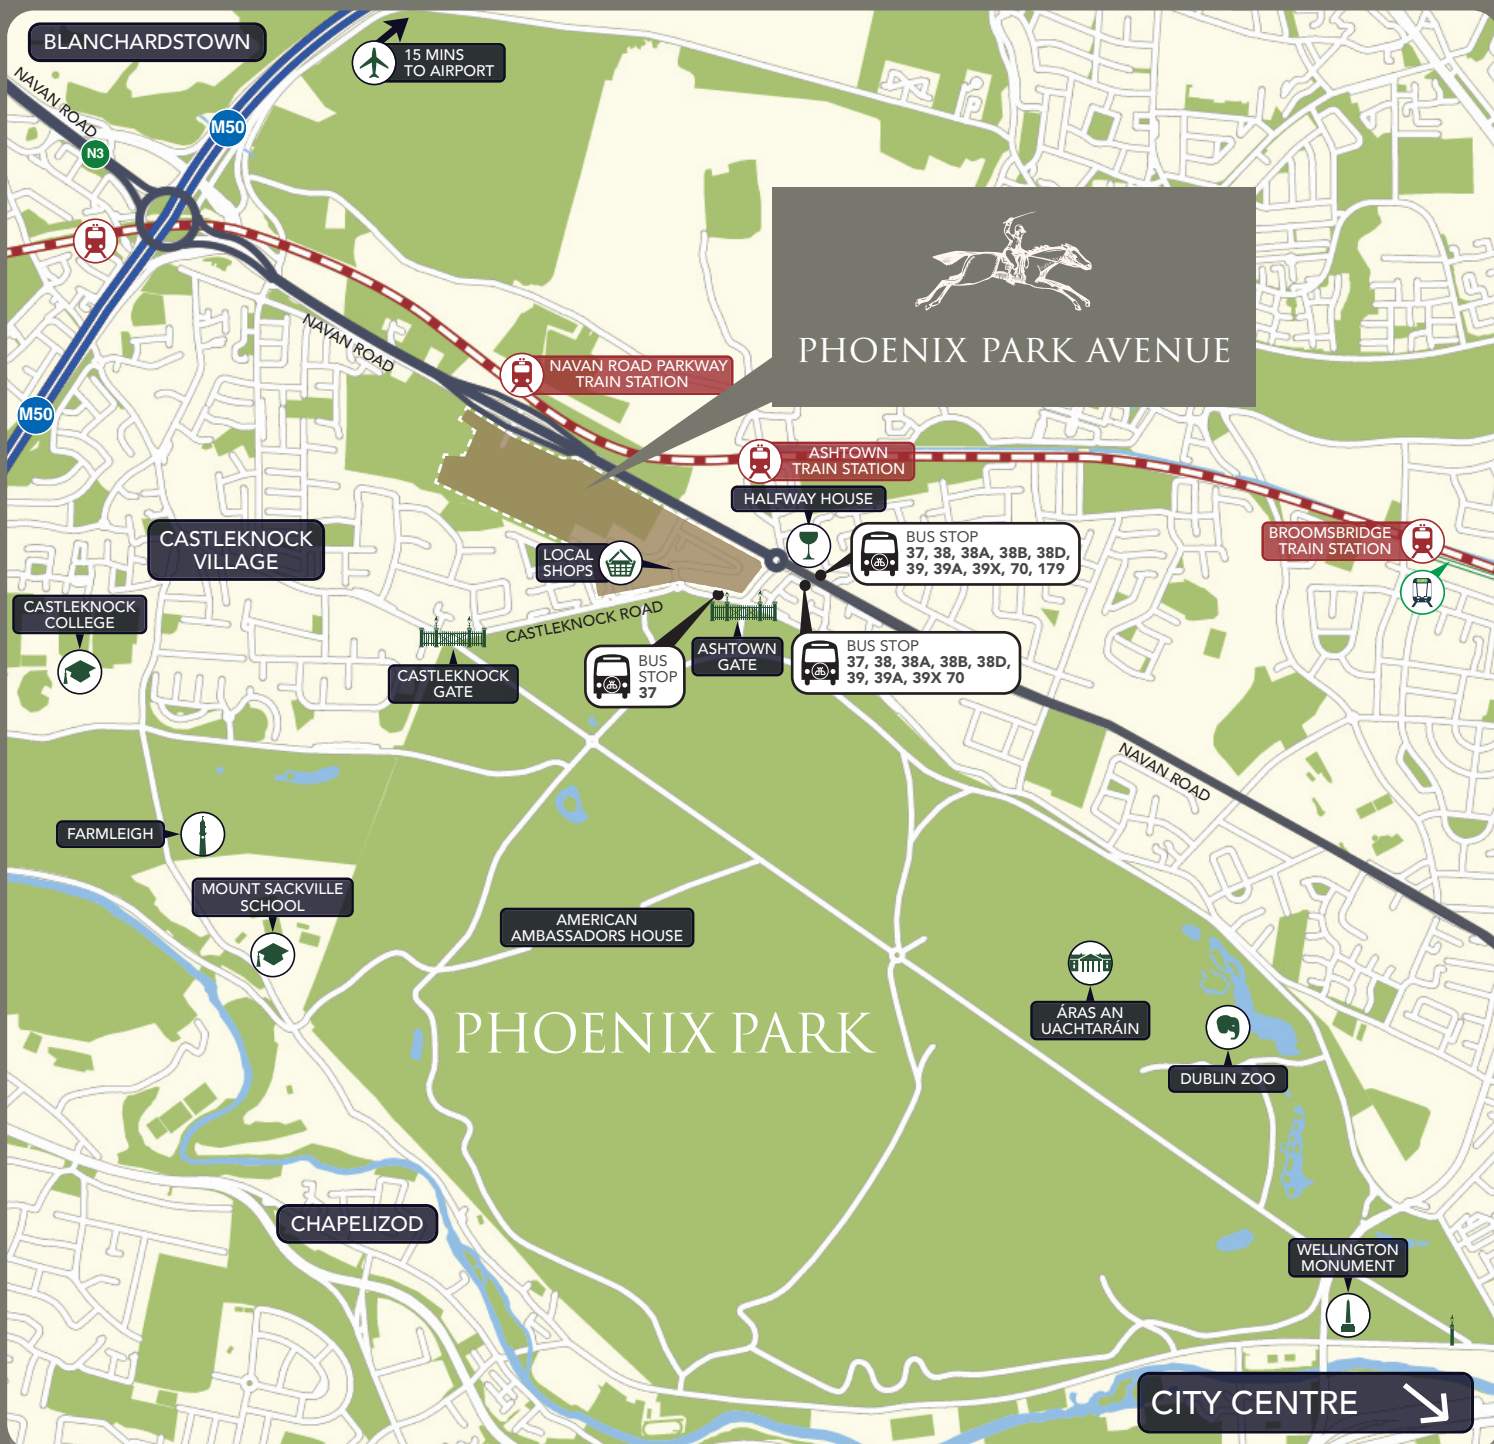 BLANCHARDSTOWN
15 MINS
TO AIRPORT
NAVAN ROAD
M50
N3
PHOENIX PARK AVENUE
NAVAN ROAD
NAVAN ROAD PARKWAY
TRAIN STATION
M50
ASHTOWN
TRAIN STATION
HALFWAY HOUSE
BUS STOP
37, 38, 38A, 38B, 38D,
39, 39A, 39X, 70, 179
BROOMSBRIDGE
TRAIN STATION
CASTLEKNOCK
VILLAGE
LOCAL
SHOPS
CASTLEKNOCK
COLLEGE
CASTLEKNOCK ROAD
CASTLEKNOCK
GATE
BUS
STOP
37
ASHTOWN
GATE
BUS STOP
37, 38, 38A, 38B, 38D,
39, 39A, 39X 70
NAVAN ROAD
FARMLEIGH
MOUNT SACKVILLE
SCHOOL
AMERICAN
AMBASSADORS HOUSE
PHOENIX PARK
ÁRAS AN
UACHTARÁIN
DUBLIN ZOO
CHAPELIZOD
WELLINGTON
MONUMENT
CITY CENTRE